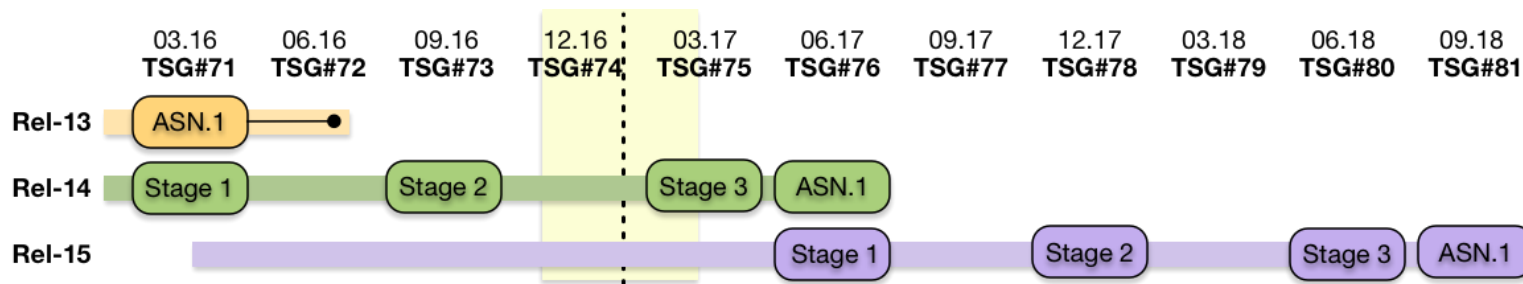 03.16 06.16 09.16 12.16 03.17 06.17 09.17 12.17 03.18 06.18 09.18
TSG#71 TSG#72 TSG#73 TSG#74 TSG#75 TSG#76 TSG#77 TSG#78 TSG#79 TSG#80 TSG#81
Rel-13 ASN.1
Rel-14 Stage 1 Stage 2 Stage 3 ASN.1
Rel-15 Stage 1 Stage 2 Stage 3 ASN.1